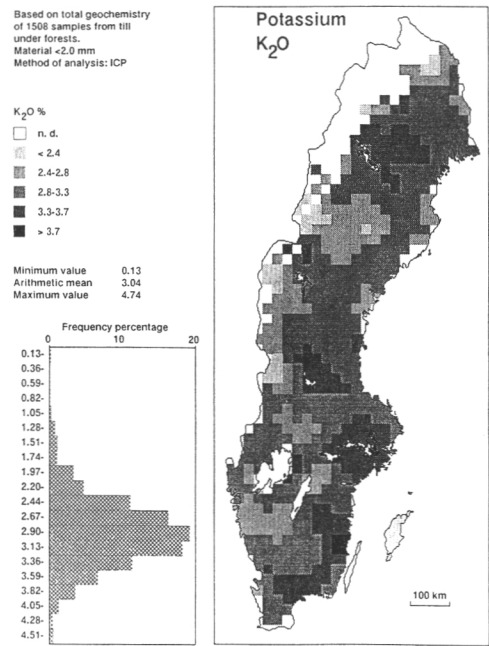 Based on total geochemistry
of 1508 samples from till
under forests.
Material <2.0 mm
Method of analysis: ICP
K2O %
n. d.
< 2.4
2.4-2.8
2.8-3.3
3.3-3.7
> 3.7
Minimum value 0.13
Arithmetic mean 3.04
Maximum value 4.74
Frequency percentage
0 10 20
0.13-
0.36-
0.59-
0.82-
1.05-
1.28-
1.51-
1.74-
1.97-
2.20-
2.44-
2.67-
2.90-
3.13-
3.36-
3.59-
3.82-
4.05-
4.28-
4.51-
Potassium
K2O
100 km